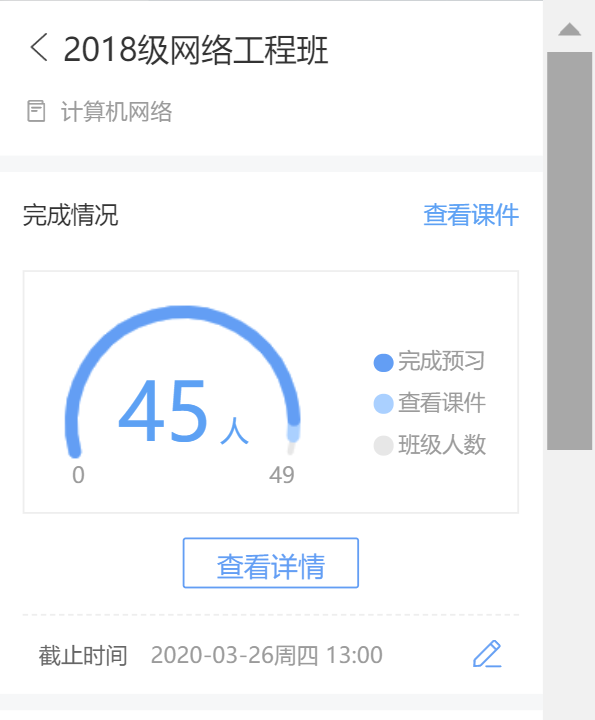 2018级网络工程班
计算机网络
完成情况
查看课件
45人
完成预习
查看课件
班级人数
0
49
查看详情
截止时间 2020-03-26周四 13:00